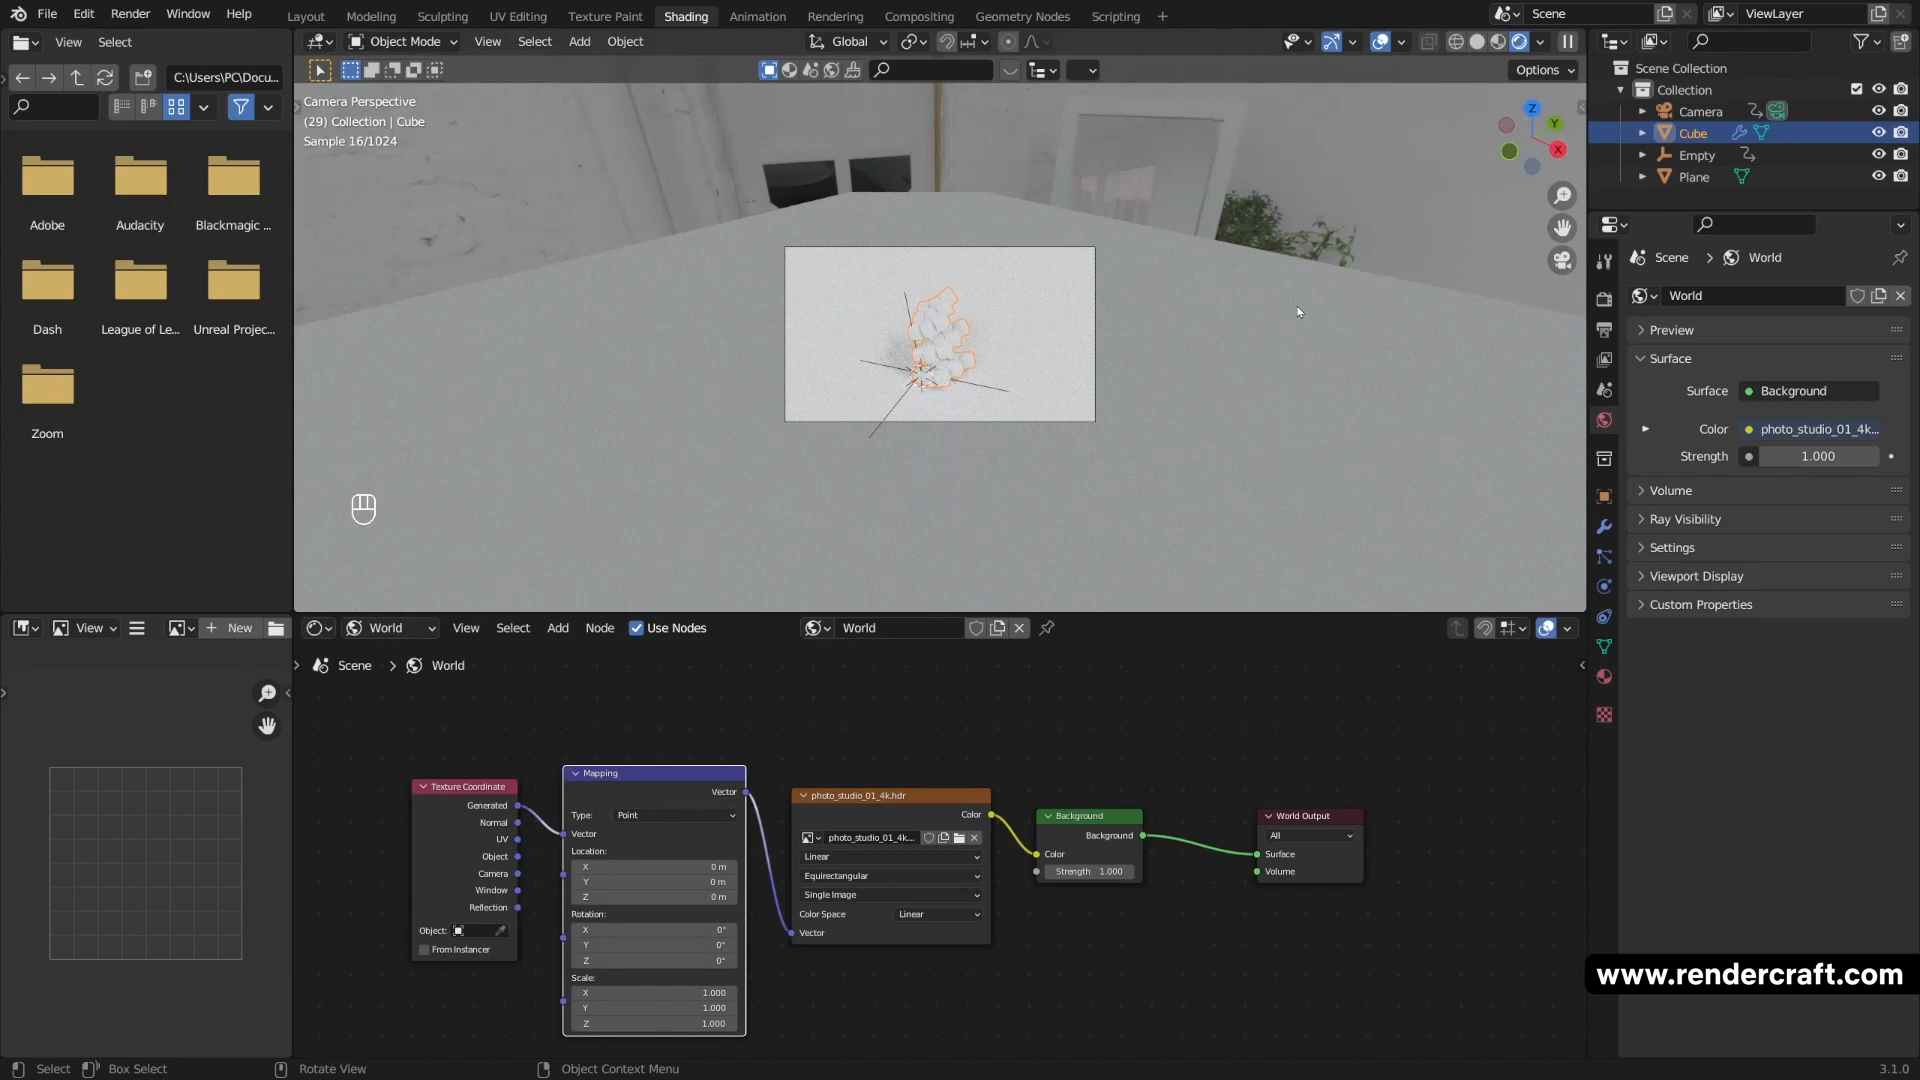 File Edit Render Window Help
Layout Modeling Sculpting UV Editing Texture Paint Shading Animation Rendering Compositing Geometry Nodes Scripting +
Scene
ViewLayer
View Select
Object Mode View Select Add Object
Global
C:\Users\PC\Docu...
Options
Adobe
Audacity
Blackmagic ...
Dash
League of Le...
Unreal Projec...
Zoom
Camera Perspective
(29) Collection | Cube
Sample 16/1024
Z
Y
X
Scene Collection
Collection
Camera
Cube
Empty
Plane
Scene > World
World
Preview
Surface
Surface Background
Color photo_studio_01_4k...
Strength 1.000
Volume
Ray Visibility
Settings
Viewport Display
Custom Properties
View
+ New
World View Select Add Node Use Nodes
World
Scene > World
Texture Coordinate
Generated
Normal
UV
Object
Camera
Window
Reflection
Object:
From Instancer
Mapping
Vector
Type: Point
Vector
Location:
X 0 m
Y 0 m
Z 0 m
Rotation:
X 0°
Y 0°
Z 0°
Scale:
X 1.000
Y 1.000
Z 1.000
photo_studio_01_4k.hdr
Color
photo_studio_01_4k...
Linear
Equirectangular
Single Image
Color Space Linear
Vector
Background
Background
Color
Strength 1.000
World Output
All
Surface
Volume
www.rendercraft.com
Select Box Select Rotate View Object Context Menu
3.1.0